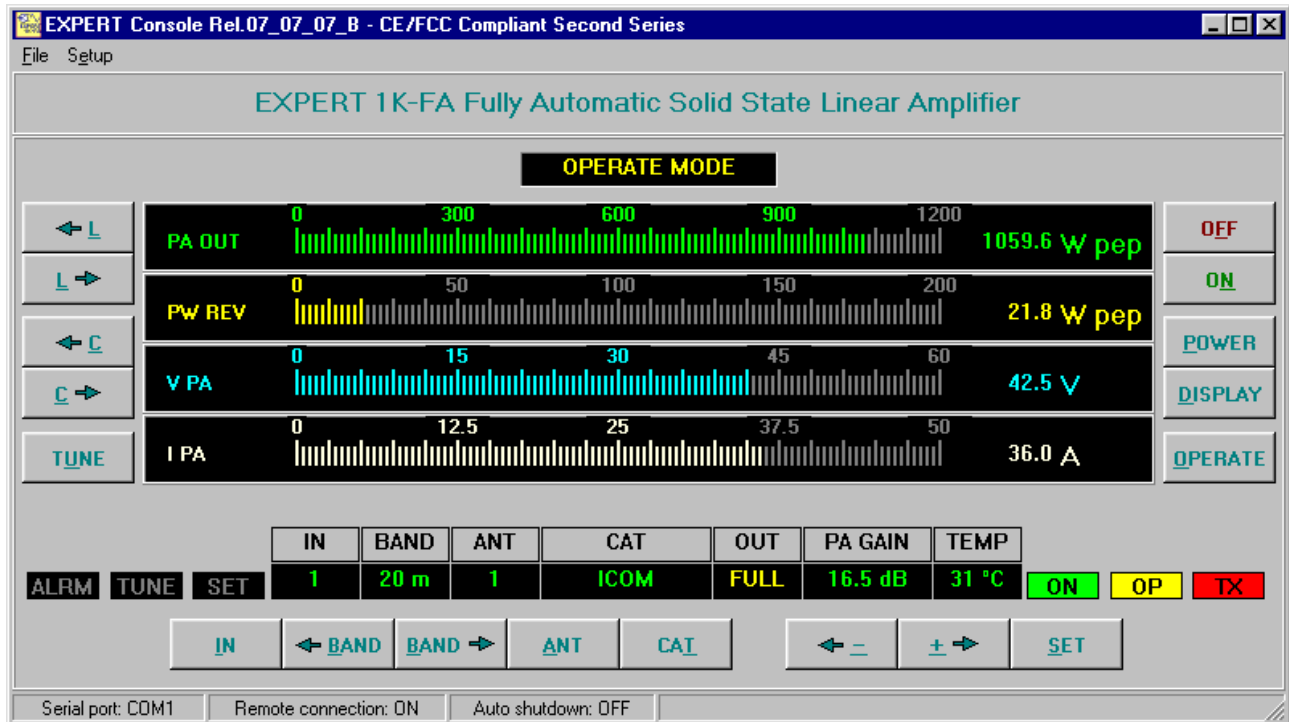 EXPERT Console Rel.07_07_07_B - CE/FCC Compliant Second Series
File Setup
EXPERT 1K-FA Fully Automatic Solid State Linear Amplifier
OPERATE MODE
L
L
C
C
TUNE
0 300 600 900 1200
PA OUT 1059.6 W pep
0 50 100 150 200
PW REV 21.8 W pep
0 15 30 45 60
V PA 42.5 V
0 12.5 25 37.5 50
I PA 36.0 A
OFF
ON
POWER
DISPLAY
OPERATE
IN BAND ANT CAT OUT PA GAIN TEMP
ALRM TUNE SET 1 20 m 1 ICOM FULL 16.5 dB 31 °C ON OP TX
IN BAND BAND ANT CAT - + SET
Serial port: COM1 Remote connection: ON Auto shutdown: OFF